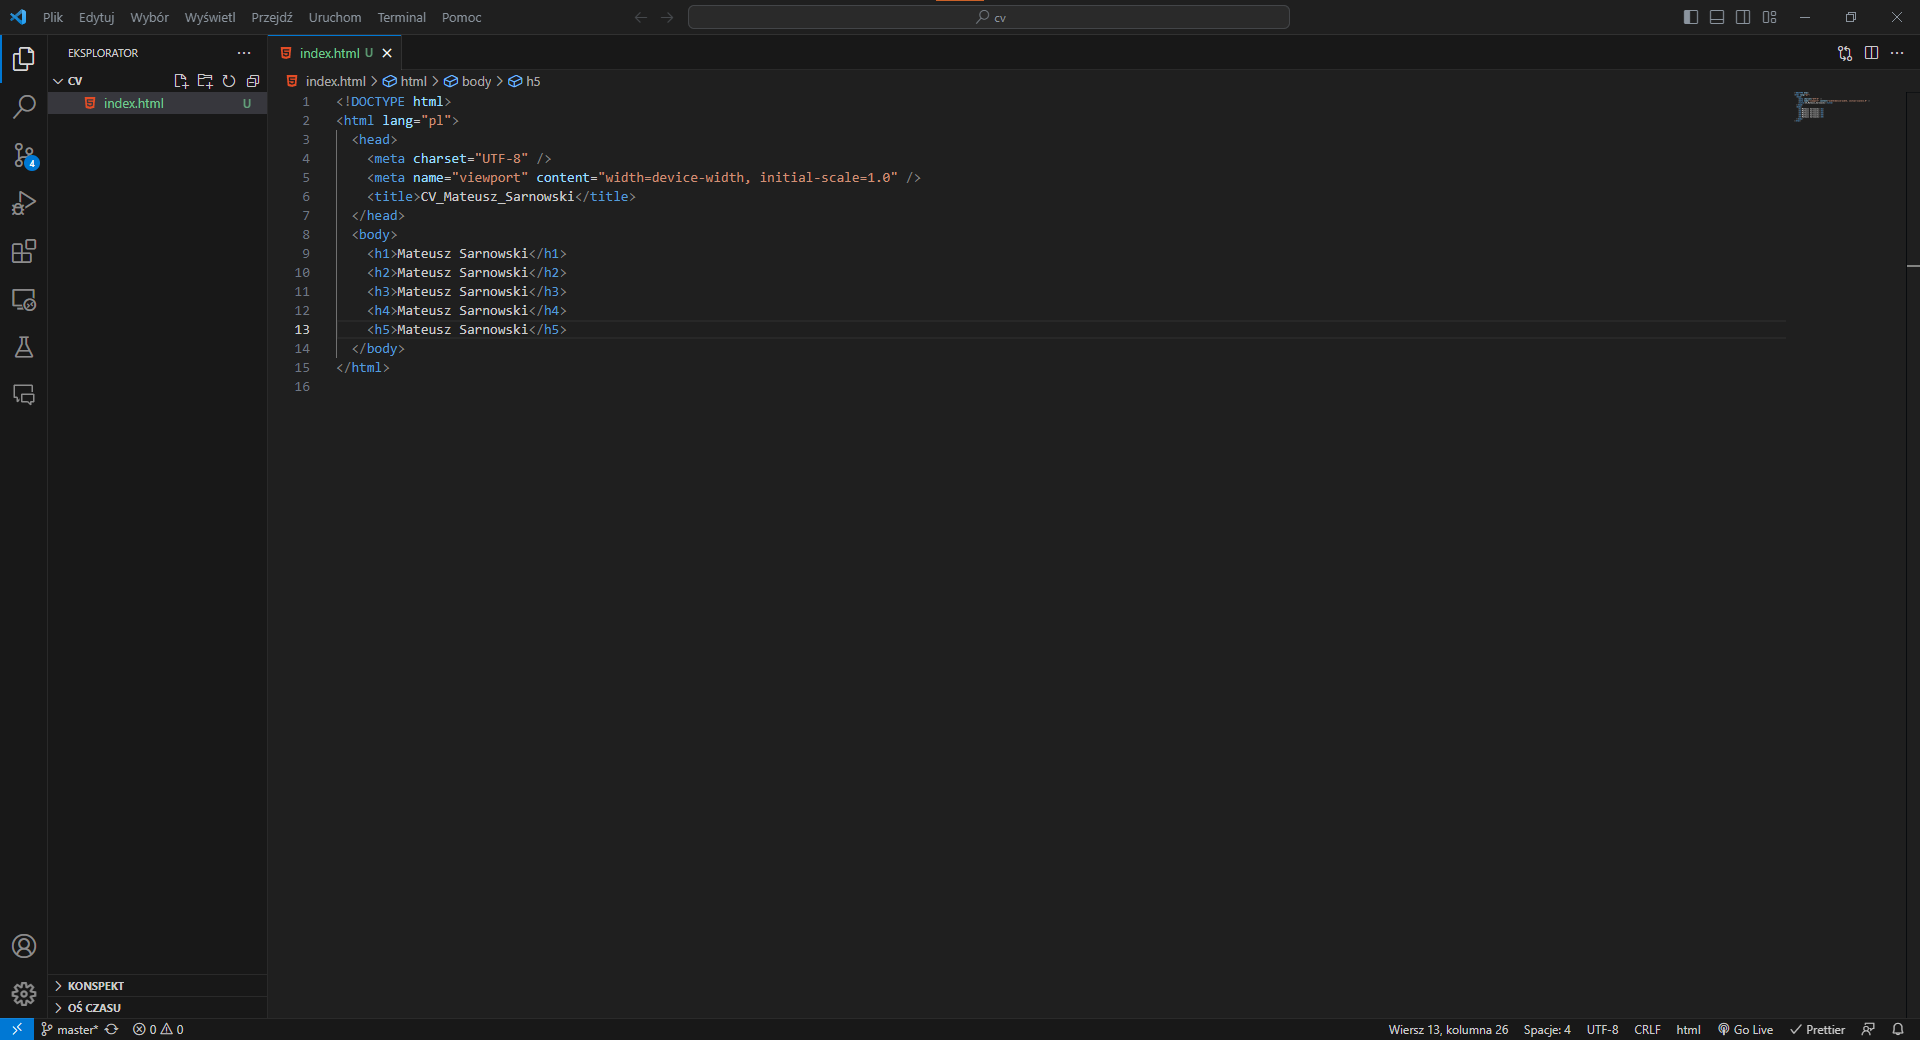 Plik Edytuj Wybór Wyświetl Przejdź Uruchom Terminal Pomoc
cv
EKSPLORATOR
index.html U
CV
index.html > html > body > h5
index.html U
1 <!DOCTYPE html>
2 <html lang="pl">
3 <head>
4 <meta charset="UTF-8" />
5 <meta name="viewport" content="width=device-width, initial-scale=1.0" />
6 <title>CV_Mateusz_Sarnowski</title>
7 </head>
8 <body>
9 <h1>Mateusz Sarnowski</h1>
10 <h2>Mateusz Sarnowski</h2>
11 <h3>Mateusz Sarnowski</h3>
12 <h4>Mateusz Sarnowski</h4>
13 <h5>Mateusz Sarnowski</h5>
14 </body>
15 </html>
16
4
KONSPEKT
OŚ CZASU
master* 0 0 Wiersz 13, kolumna 26 Spacje: 4 UTF-8 CRLF html Go Live Prettier